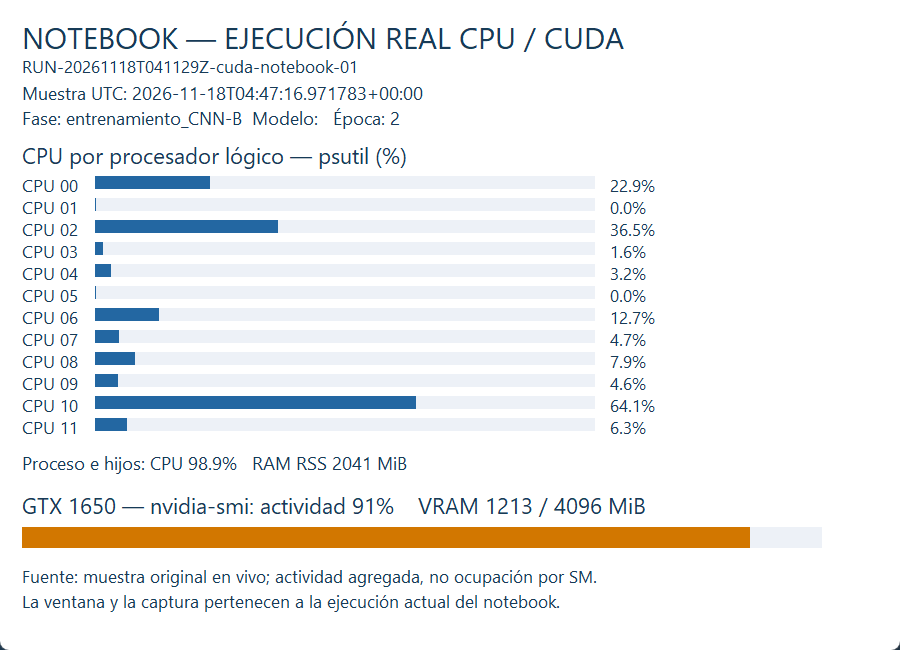 NOTEBOOK — EJECUCIÓN REAL CPU / CUDA
RUN-20261118T041129Z-cuda-notebook-01
Muestra UTC: 2026-11-18T04:47:16.971783+00:00
Fase: entrenamiento_CNN-B Modelo: Época: 2
CPU por procesador lógico — psutil (%)
CPU 00 22.9%
CPU 01 0.0%
CPU 02 36.5%
CPU 03 1.6%
CPU 04 3.2%
CPU 05 0.0%
CPU 06 12.7%
CPU 07 4.7%
CPU 08 7.9%
CPU 09 4.6%
CPU 10 64.1%
CPU 11 6.3%
Proceso e hijos: CPU 98.9% RAM RSS 2041 MiB
GTX 1650 — nvidia-smi: actividad 91% VRAM 1213 / 4096 MiB
Fuente: muestra original en vivo; actividad agregada, no ocupación por SM.
La ventana y la captura pertenecen a la ejecución actual del notebook.